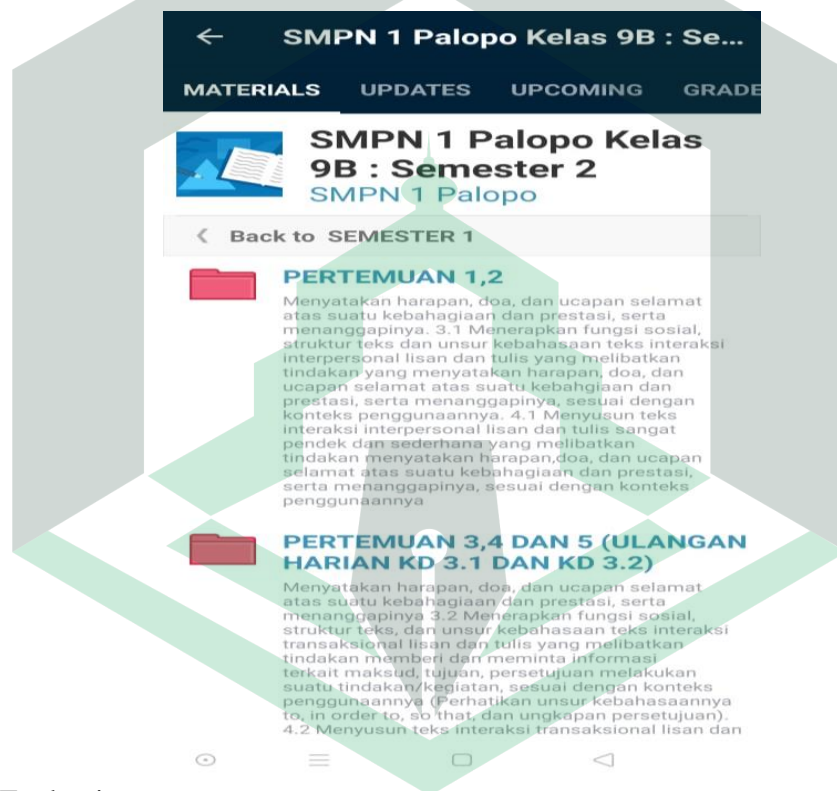 SMPN 1 Palopo Kelas 9B : Se...
MATERIALS UPDATES UPCOMING GRADE
SMPN 1 Palopo Kelas
9B : Semester 2
SMPN 1 Palopo
Back to SEMESTER 1
PERTEMUAN 1,2
Menyatakan harapan, doa, dan ucapan selamat
atas suatu kebahagiaan dan prestasi, serta
menanggapinya. 3.1 Menerapkan fungsi sosial,
struktur teks dan unsur kebahasaan teks interaksi
interpersonal lisan dan tulis yang melibatkan
tindakan yang menyatakan harapan, doa, dan
ucapan selamat atas suatu kebahgiaan dan
prestasi, serta menanggapinya, sesuai dengan
konteks penggunaannya. 4.1 Menyusun teks
interaksi interpersonal lisan dan tulis sangat
pendek dan sederhana yang melibatkan
tindakan menyatakan harapan,doa, dan ucapan
selamat atas suatu kebahagiaan dan prestasi,
serta menanggapinya, sesuai dengan konteks
penggunaannya
PERTEMUAN 3,4 DAN 5 (ULANGAN
HARIAN KD 3.1 DAN KD 3.2)
Menyatakan harapan, doa, dan ucapan selamat
atas suatu kebahagiaan dan prestasi, serta
menanggapinya 3.2 Menerapkan fungsi sosial,
struktur teks, dan unsur kebahasaan teks interaksi
transaksional lisan dan tulis yang melibatkan
tindakan memberi dan meminta informasi
terkait maksud, tujuan, persetujuan melakukan
suatu tindakan/kegiatan, sesuai dengan konteks
penggunaannya (Perhatikan unsur kebahasaannya
to, in order to, so that, dan ungkapan persetujuan).
4.2 Menyusun teks interaksi transaksional lisan dan